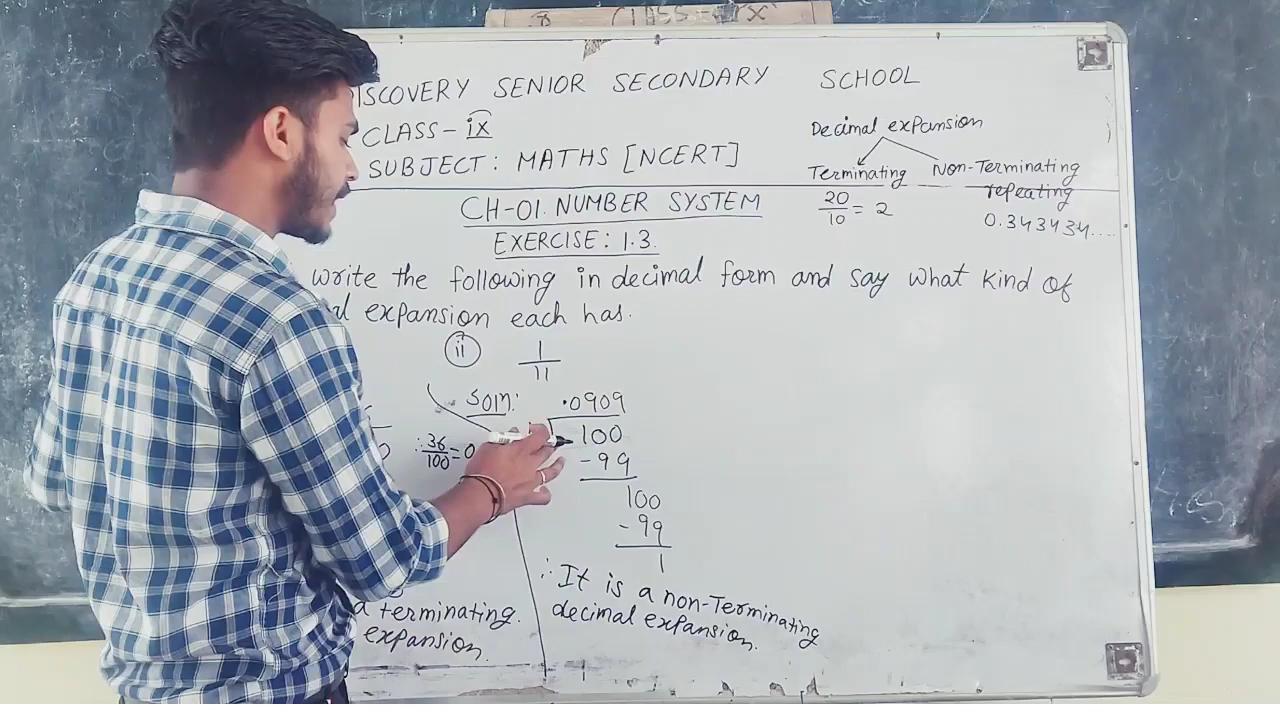 CLASS - IX
DISCOVERY SENIOR SECONDARY SCHOOL
CLASS - IX
SUBJECT: MATHS [NCERT]
Decimal expansion
Terminating
20/10 = 2
Non-Terminating
repeating
0.343434....
CH-01. NUMBER SYSTEM
EXERCISE: 1.3.
write the following in decimal form and say what kind of
al expansion each has.
ii 1/11
Soln:
∴ 36/100 = 0
.0909
100
-99
100
-99
1
a terminating.
expansion.
∴ It is a non-Terminating
decimal expansion.